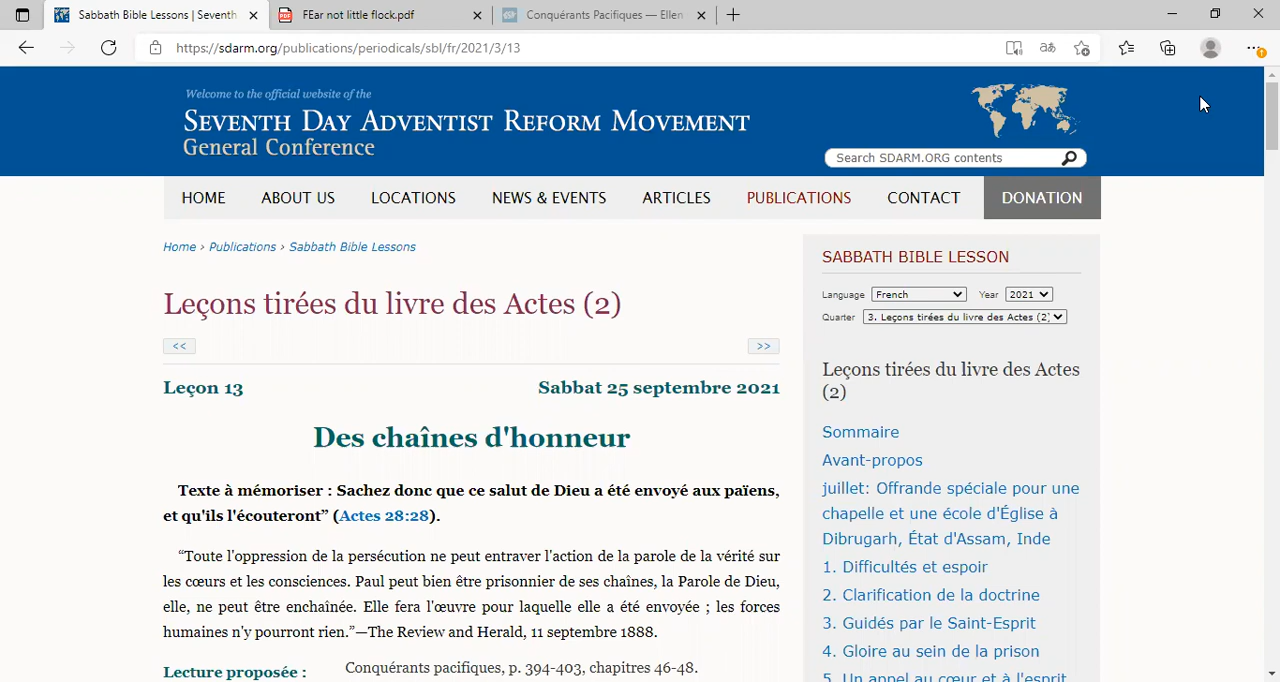 Sabbath Bible Lessons | Seventh
FEar not little flock.pdf
Conquérants Pacifiques — Ellen
https://sdarm.org/publications/periodicals/sbl/fr/2021/3/13
Welcome to the official website of the
SEVENTH DAY ADVENTIST REFORM MOVEMENT
General Conference
Search SDARM.ORG contents
HOME ABOUT US LOCATIONS NEWS & EVENTS ARTICLES PUBLICATIONS CONTACT DONATION
Home › Publications › Sabbath Bible Lessons
Leçons tirées du livre des Actes (2)
<< >>
Leçon 13 Sabbat 25 septembre 2021
Des chaînes d'honneur
Texte à mémoriser : Sachez donc que ce salut de Dieu a été envoyé aux païens,
et qu'ils l'écouteront” (Actes 28:28).
“Toute l'oppression de la persécution ne peut entraver l'action de la parole de la vérité sur
les cœurs et les consciences. Paul peut bien être prisonnier de ses chaînes, la Parole de Dieu,
elle, ne peut être enchaînée. Elle fera l'œuvre pour laquelle elle a été envoyée ; les forces
humaines n'y pourront rien.”—The Review and Herald, 11 septembre 1888.
Lecture proposée : Conquérants pacifiques, p. 394-403, chapitres 46-48.
SABBATH BIBLE LESSON
Language French Year 2021
Quarter 3. Leçons tirées du livre des Actes (2)
Leçons tirées du livre des Actes
(2)
Sommaire
Avant-propos
juillet: Offrande spéciale pour une
chapelle et une école d'Église à
Dibrugarh, État d'Assam, Inde
1. Difficultés et espoir
2. Clarification de la doctrine
3. Guidés par le Saint-Esprit
4. Gloire au sein de la prison
5. Un appel au cœur et à l'esprit